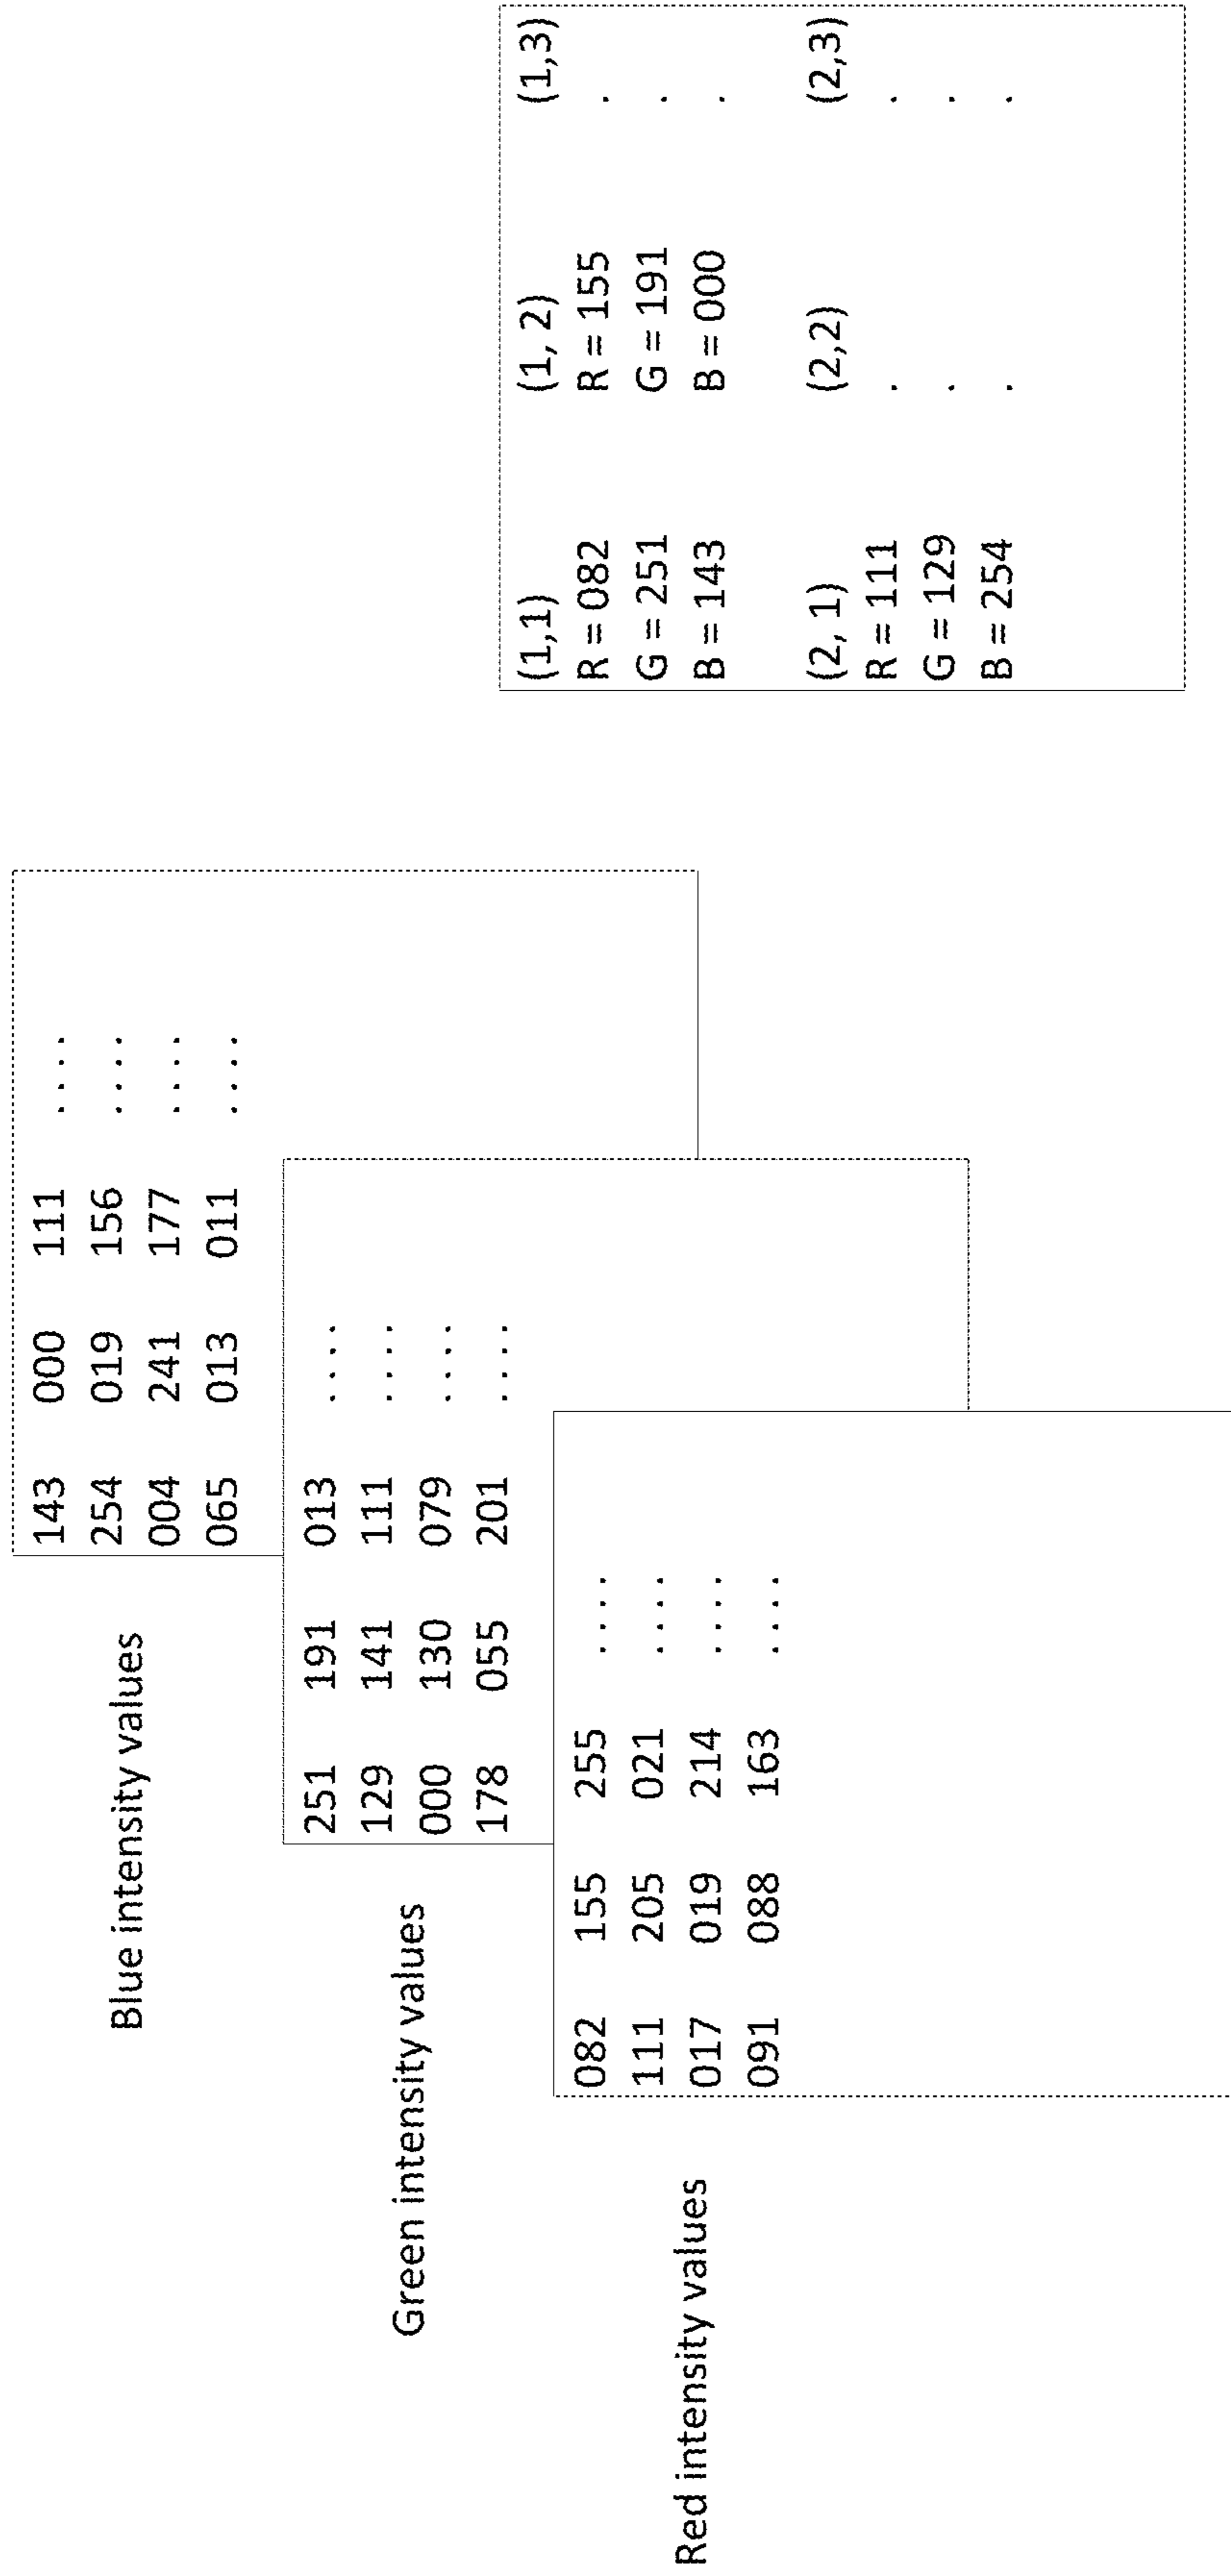 Blue intensity values
143 000 111 ....
254 019 156 ....
004 241 177 ....
065 013 011 ....
Green intensity values
251 191 013 ....
129 141 111 ....
000 130 079 ....
178 055 201 ....
Red intensity values
082 155 255 ....
111 205 021 ....
017 019 214 ....
091 088 163 ....
(1,1) (1, 2) (1,3)
R = 082 R = 155 .
G = 251 G = 191 .
B = 143 B = 000 .
(2, 1) (2,2) (2,3)
R = 111 . .
G = 129 . .
B = 254 . .